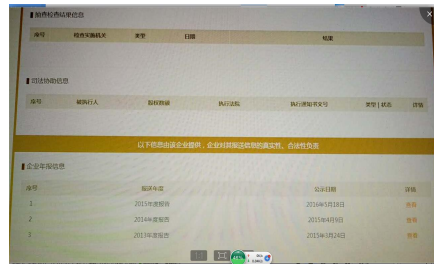 抽查检查结果信息
序号 检查实施机关 类型 日期 结果
司法协助信息
序号 被执行人 股权数额 执行法院 执行通知书文号 类型 | 状态 详情
以下信息由该企业提供，企业对其报送信息的真实性、合法性负责
企业年报信息
序号 报送年度 公示日期 详情
1 2015年度报告 2016年5月18日 查看
2 2014年度报告 2015年4月9日 查看
3 2013年度报告 2015年3月24日 查看